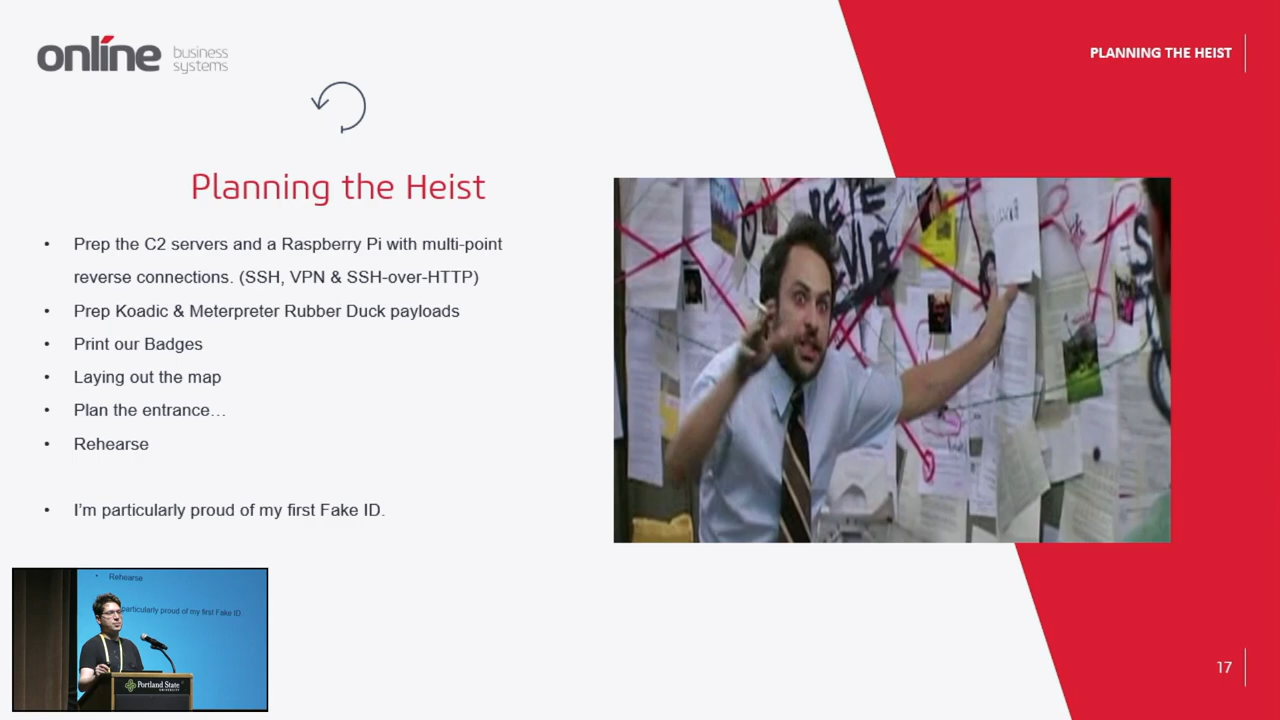 online business systems
PLANNING THE HEIST
Planning the Heist
• Prep the C2 servers and a Raspberry Pi with multi-point
reverse connections. (SSH, VPN & SSH-over-HTTP)
• Prep Koadic & Meterpreter Rubber Duck payloads
• Print our Badges
• Laying out the map
• Plan the entrance…
• Rehearse
• I'm particularly proud of my first Fake ID.
PEPE
SILVIA
• Rehearse
particularly proud of my first Fake ID.
Portland State
UNIVERSITY
17